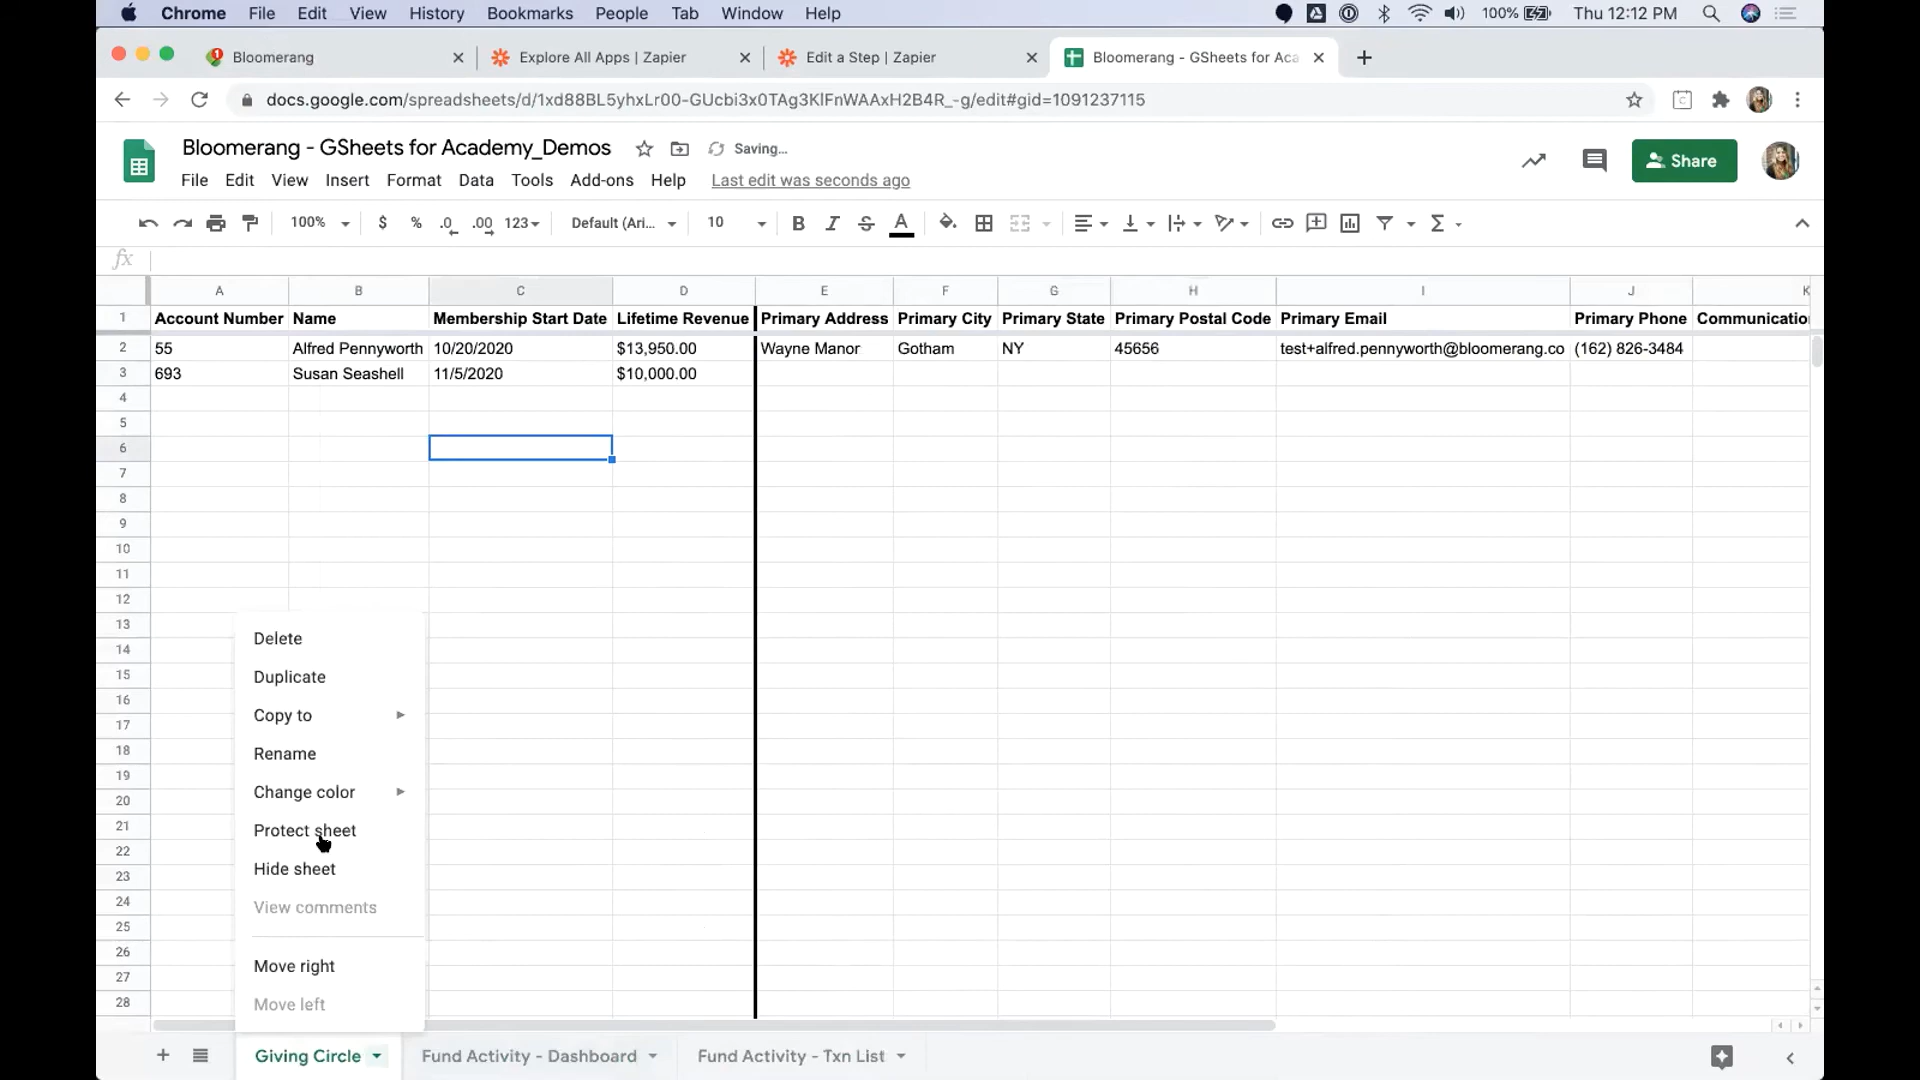 Chrome File Edit View History Bookmarks People Tab Window Help 100% Thu 12:12 PM
Bloomerang Explore All Apps | Zapier Edit a Step | Zapier Bloomerang - GSheets for Aca
docs.google.com/spreadsheets/d/1xd88BL5yhxLr00-GUcbi3x0TAg3KlFnWAAxH2B4R_-g/edit#gid=1091237115
Bloomerang - GSheets for Academy_Demos Saving...
Share
File Edit View Insert Format Data Tools Add-ons Help Last edit was seconds ago
100% $ % .0 .00 123 Default (Ari... 10 B I S A
fx
A B C D E F G H I J K
1 Account Number Name Membership Start Date Lifetime Revenue Primary Address Primary City Primary State Primary Postal Code Primary Email Primary Phone Communicatio
2 55 Alfred Pennyworth 10/20/2020 $13,950.00 Wayne Manor Gotham NY 45656 test+alfred.pennyworth@bloomerang.co (162) 826-3484
3 693 Susan Seashell 11/5/2020 $10,000.00
4
5
6
7
8
9
10
11
12
13
14
15
16
17
18
19
20
21
22
23
24
25
26
27
28
Delete
Duplicate
Copy to
Rename
Change color
Protect sheet
Hide sheet
View comments
Move right
Move left
Giving Circle Fund Activity - Dashboard Fund Activity - Txn List